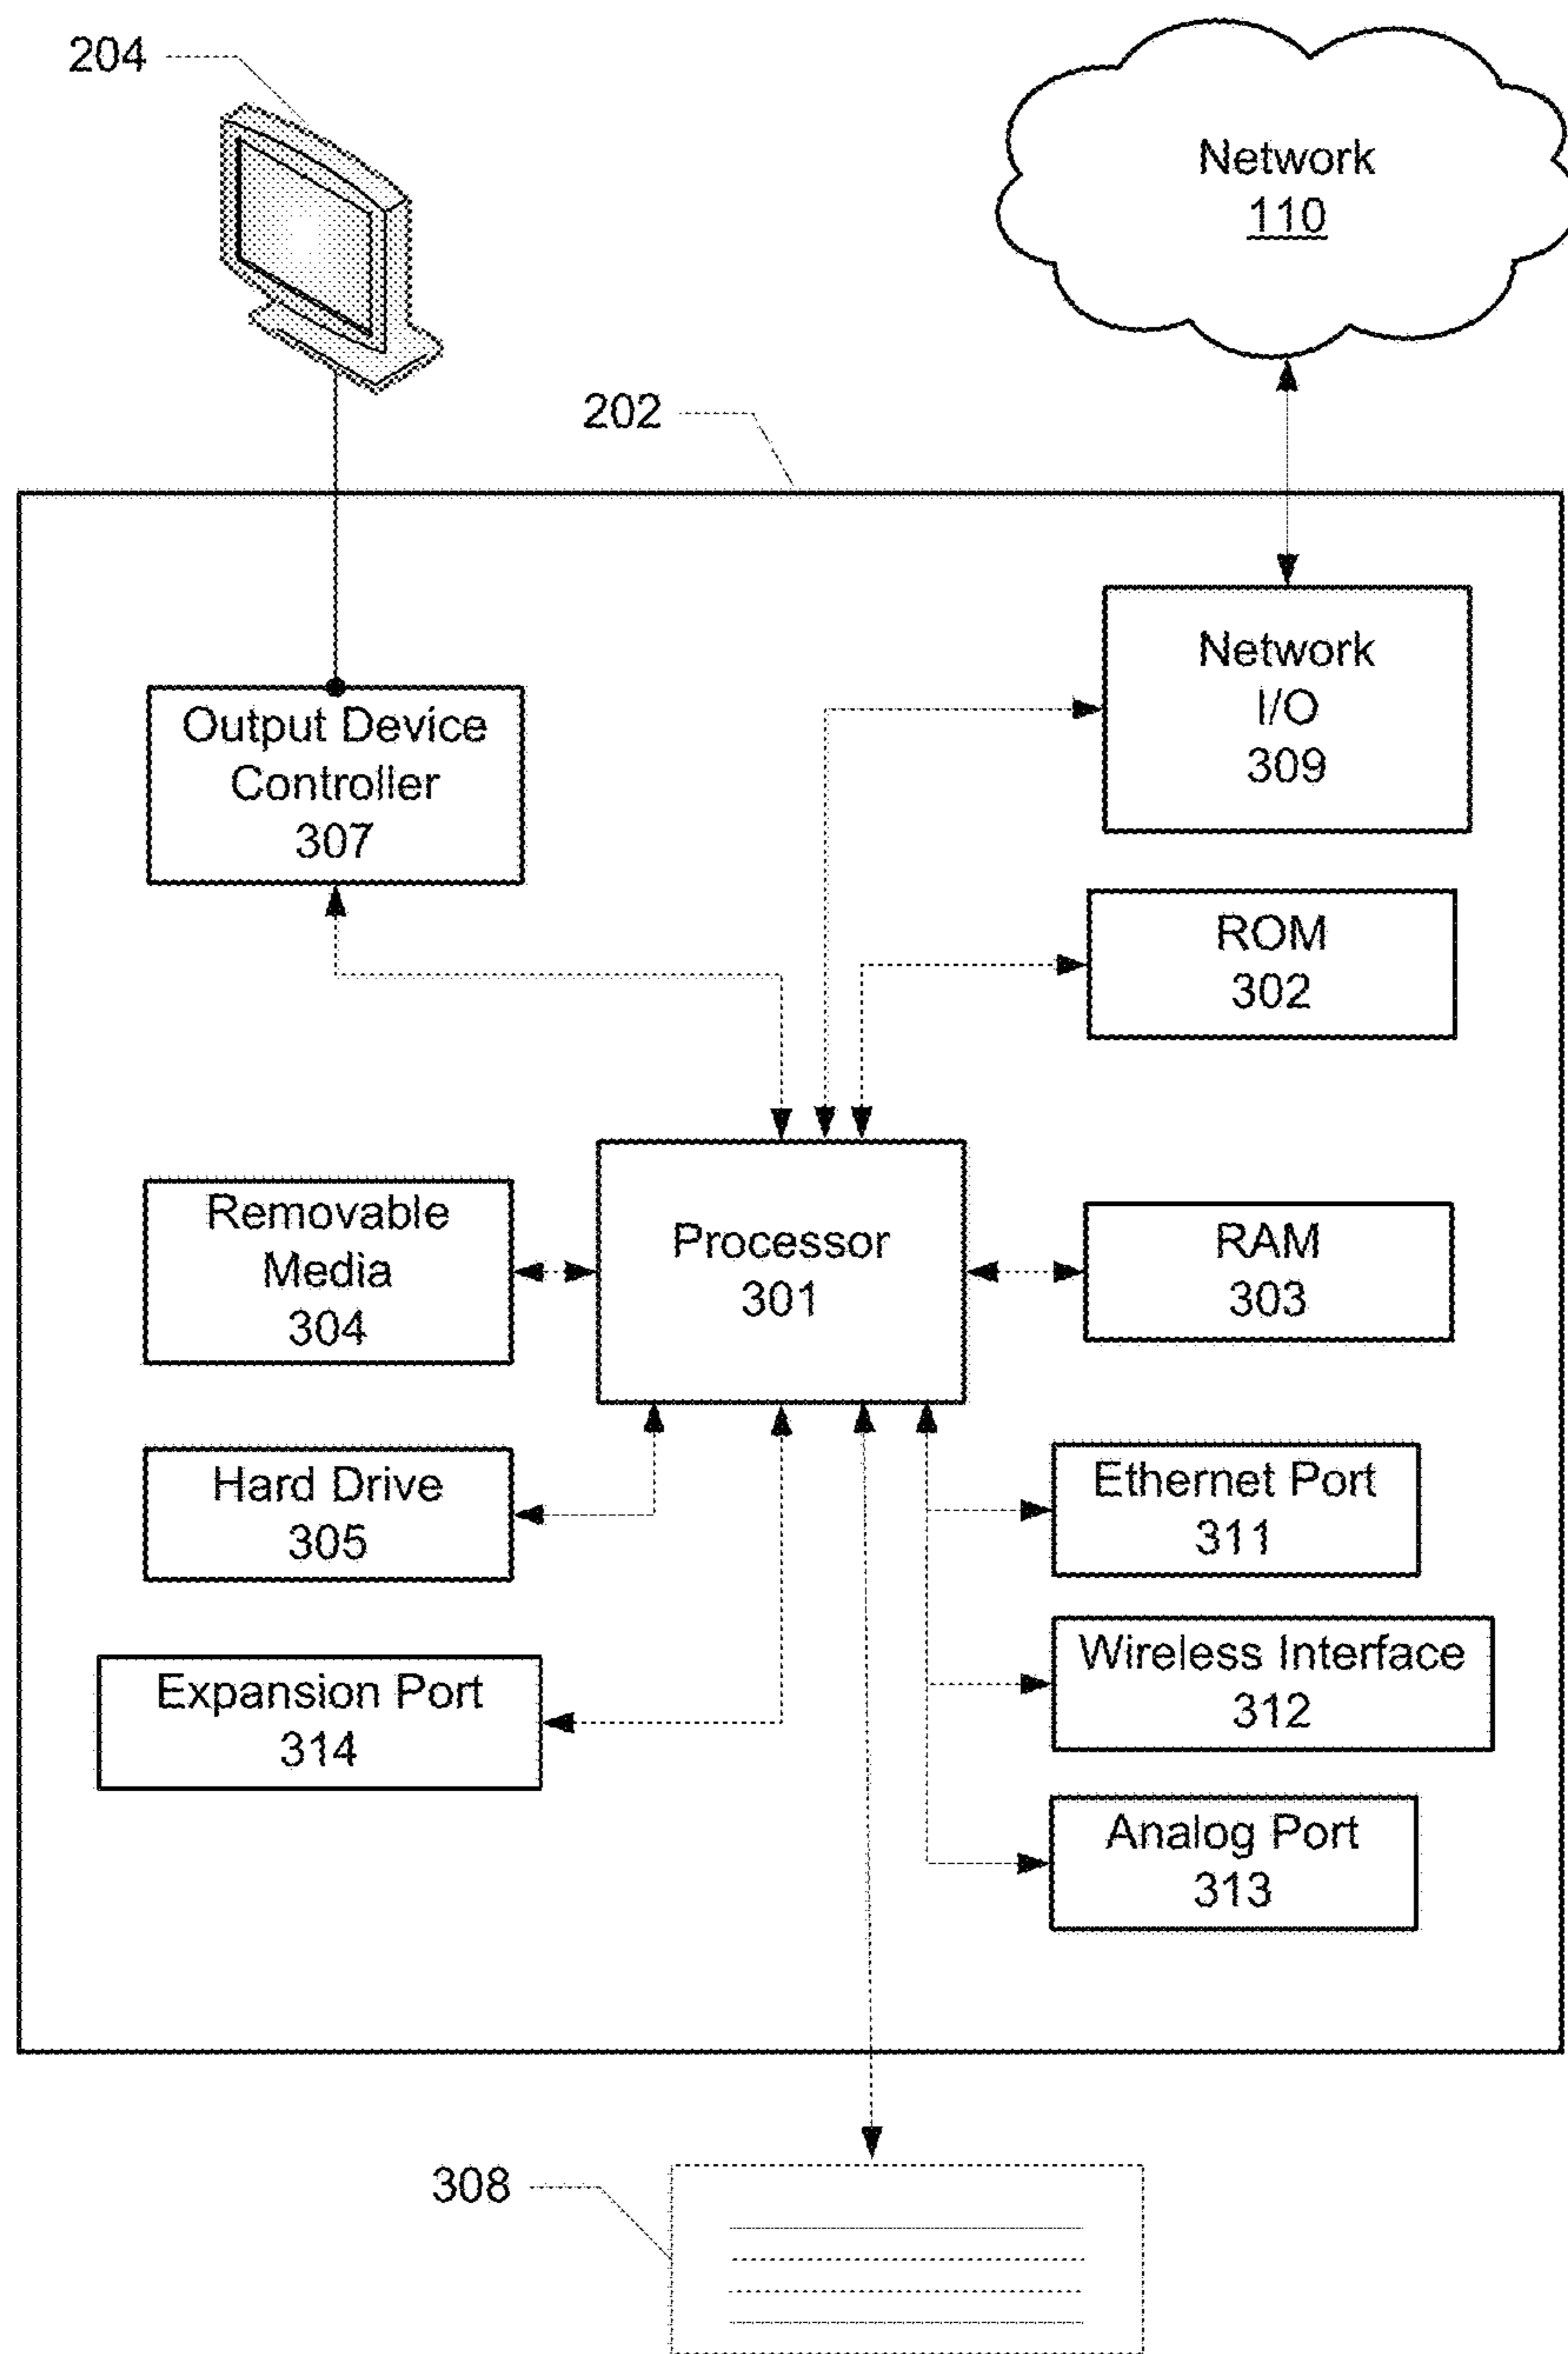 204
Network
110
202
Network
I/O
309
Output Device
Controller
307
ROM
302
Removable
Media
304
Processor
301
RAM
303
Hard Drive
305
Ethernet Port
311
Expansion Port
314
Wireless Interface
312
Analog Port
313
308